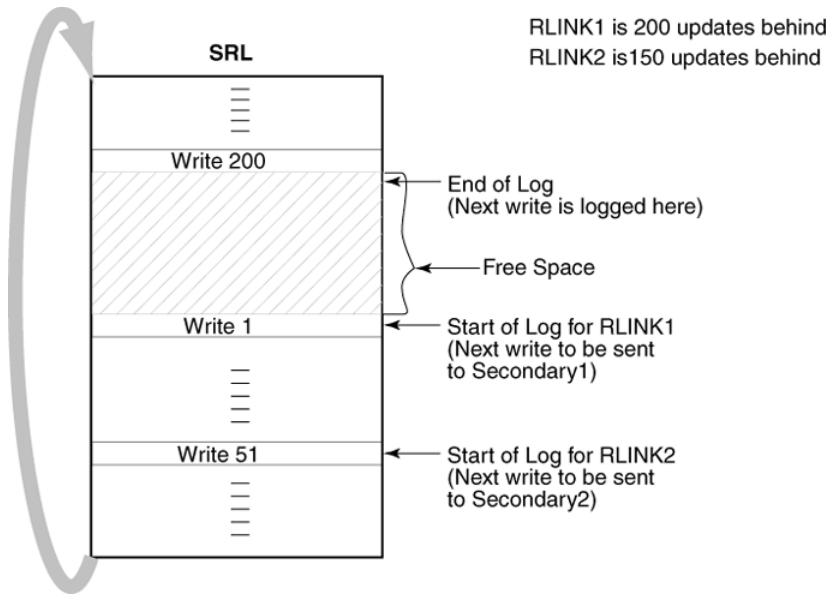 RLINK1 is 200 updates behind
RLINK2 is150 updates behind
SRL
Write 200
End of Log
(Next write is logged here)
Free Space
Write 1
Start of Log for RLINK1
(Next write to be sent
to Secondary1)
Write 51
Start of Log for RLINK2
(Next write to be sent
to Secondary2)